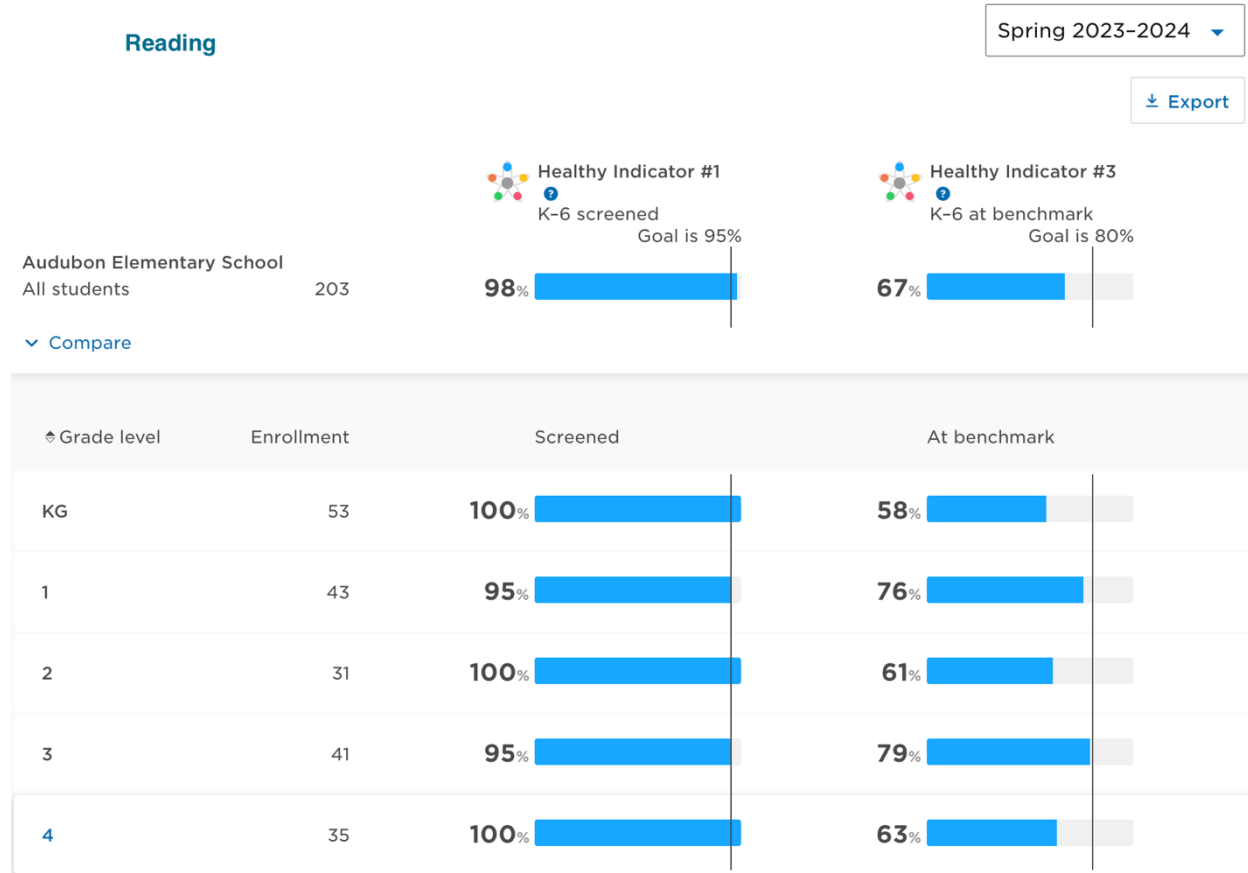 Reading
Spring 2023–2024
Export
Healthy Indicator #1
?
K–6 screened
Goal is 95%
Healthy Indicator #3
?
K–6 at benchmark
Goal is 80%
Audubon Elementary School
All students 203 98% 67%
Compare
Grade level Enrollment Screened At benchmark
KG 53 100% 58%
1 43 95% 76%
2 31 100% 61%
3 41 95% 79%
4 35 100% 63%